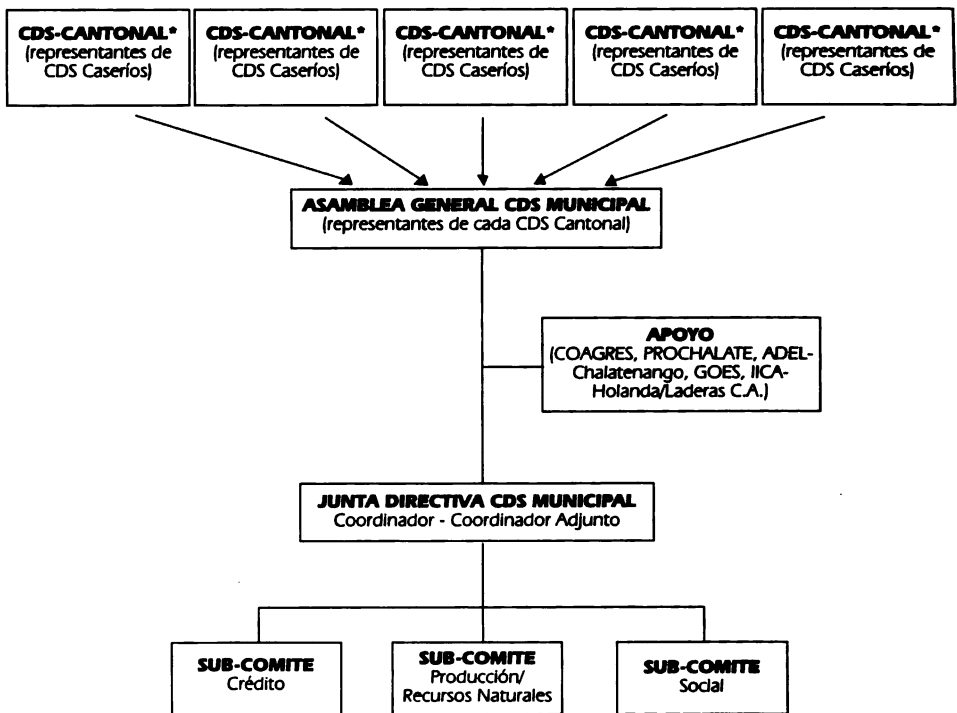 CDS-CANTONAL*
(representantes de
CDS Caseríos)
CDS-CANTONAL*
(representantes de
CDS Caseríos)
CDS-CANTONAL*
(representantes de
CDS Caseríos)
CDS-CANTONAL*
(representantes de
CDS Caseríos)
CDS-CANTONAL*
(representantes de
CDS Caseríos)
ASAMBLEA GENERAL CDS MUNICIPAL
(representantes de cada CDS Cantonal)
APOYO
(COAGRES, PROCHALATE, ADEL-
Chalatenango, GOES, IICA-
Holanda/Laderas C.A.)
JUNTA DIRECTIVA CDS MUNICIPAL
Coordinador - Coordinador Adjunto
SUB-COMITE
Crédito
SUB-COMITE
Producción/
Recursos Naturales
SUB-COMITE
Social